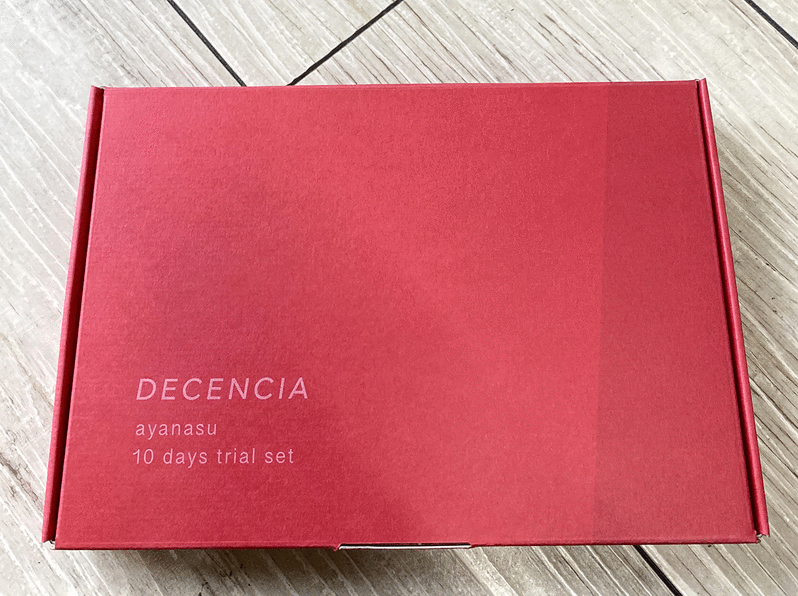 DECENCIA
ayanasu
10 days trial set